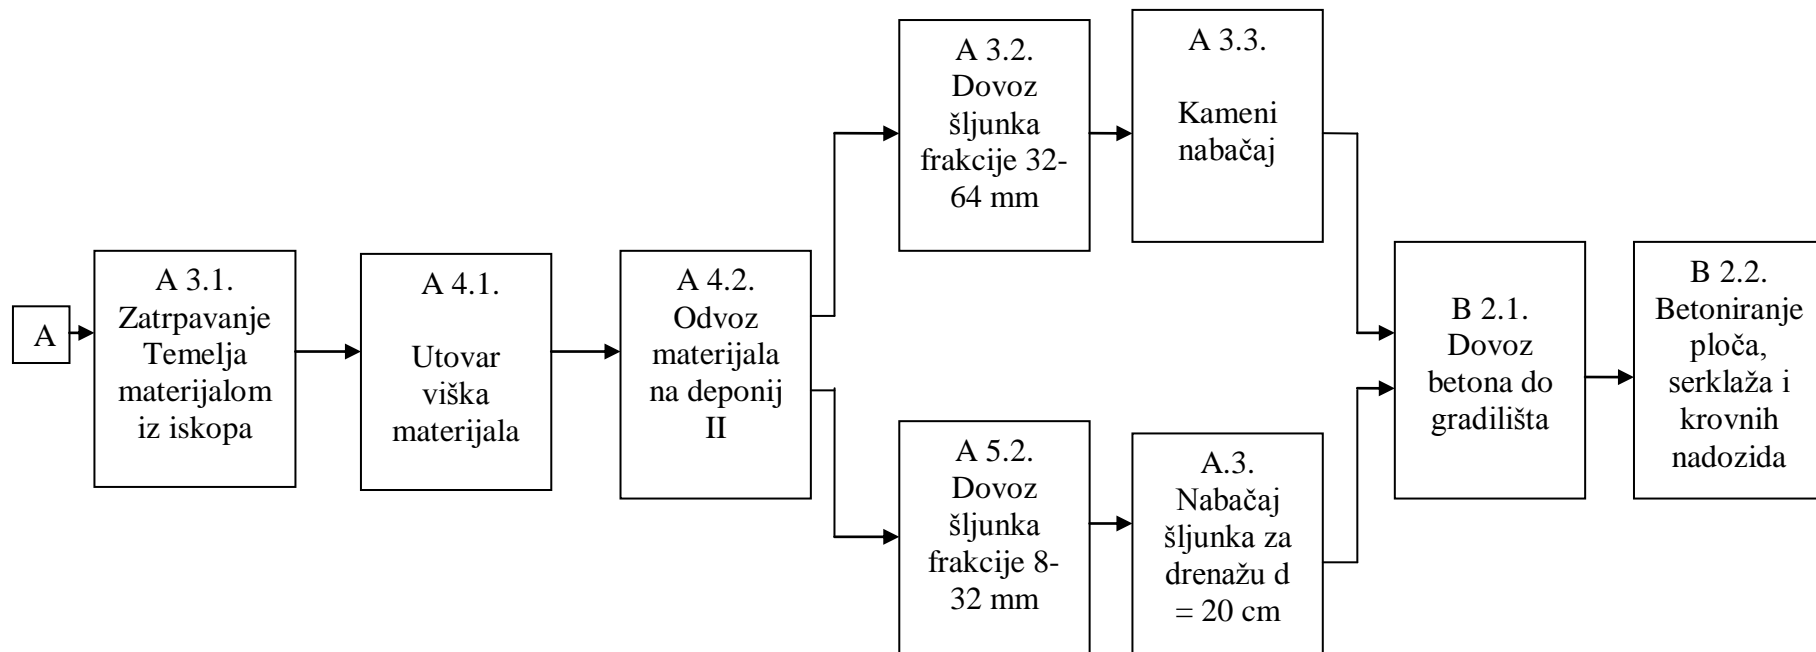 A
A 3.1.
Zatrpavanje
Temelja
materijalom
iz iskopa
A 4.1.
Utovar
viška
materijala
A 4.2.
Odvoz
materijala
na deponij
II
A 3.2.
Dovoz
šljunka
frakcije 32-
64 mm
A 3.3.
Kameni
nabačaj
A 5.2.
Dovoz
šljunka
frakcije 8-
32 mm
A.3.
Nabačaj
šljunka za
drenažu d
= 20 cm
B 2.1.
Dovoz
betona do
gradilišta
B 2.2.
Betoniranje
ploča,
serklaža i
krovnih
nadozida